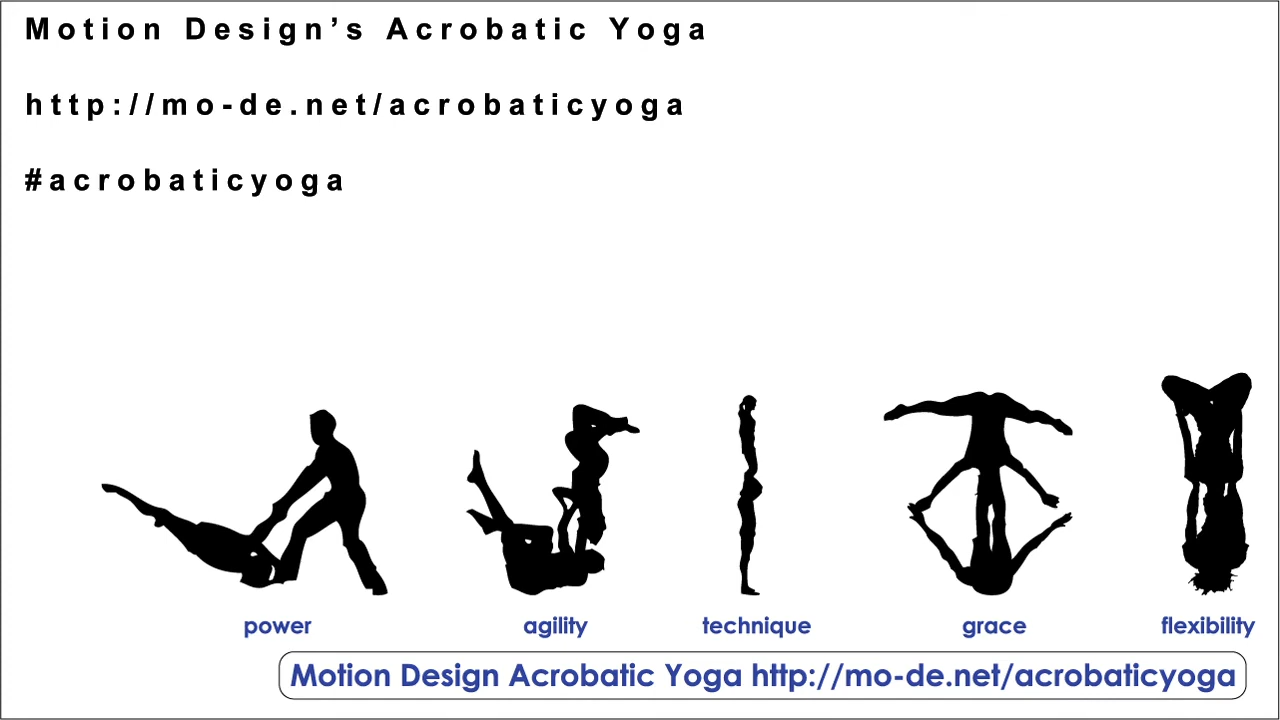 Motion Design’s Acrobatic Yoga
http://mo-de.net/acrobaticyoga
#acrobaticyoga
power agility technique grace flexibility
Motion Design Acrobatic Yoga http://mo-de.net/acrobaticyoga